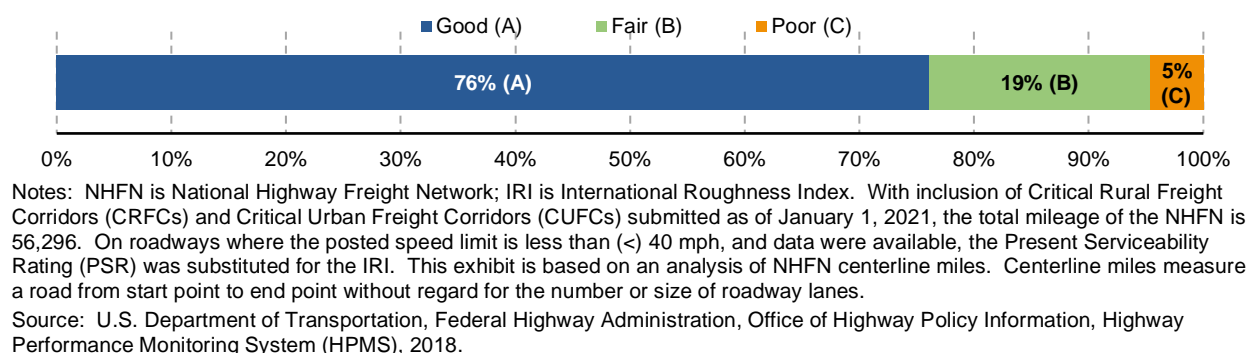 Good (A) Fair (B) Poor (C)
76% (A) 19% (B) 5% (C)
0% 10% 20% 30% 40% 50% 60% 70% 80% 90% 100%
Notes: NHFN is National Highway Freight Network; IRI is International Roughness Index. With inclusion of Critical Rural Freight
Corridors (CRFCs) and Critical Urban Freight Corridors (CUFCs) submitted as of January 1, 2021, the total mileage of the NHFN is
56,296. On roadways where the posted speed limit is less than (<) 40 mph, and data were available, the Present Serviceability
Rating (PSR) was substituted for the IRI. This exhibit is based on an analysis of NHFN centerline miles. Centerline miles measure
a road from start point to end point without regard for the number or size of roadway lanes.
Source: U.S. Department of Transportation, Federal Highway Administration, Office of Highway Policy Information, Highway
Performance Monitoring System (HPMS), 2018.